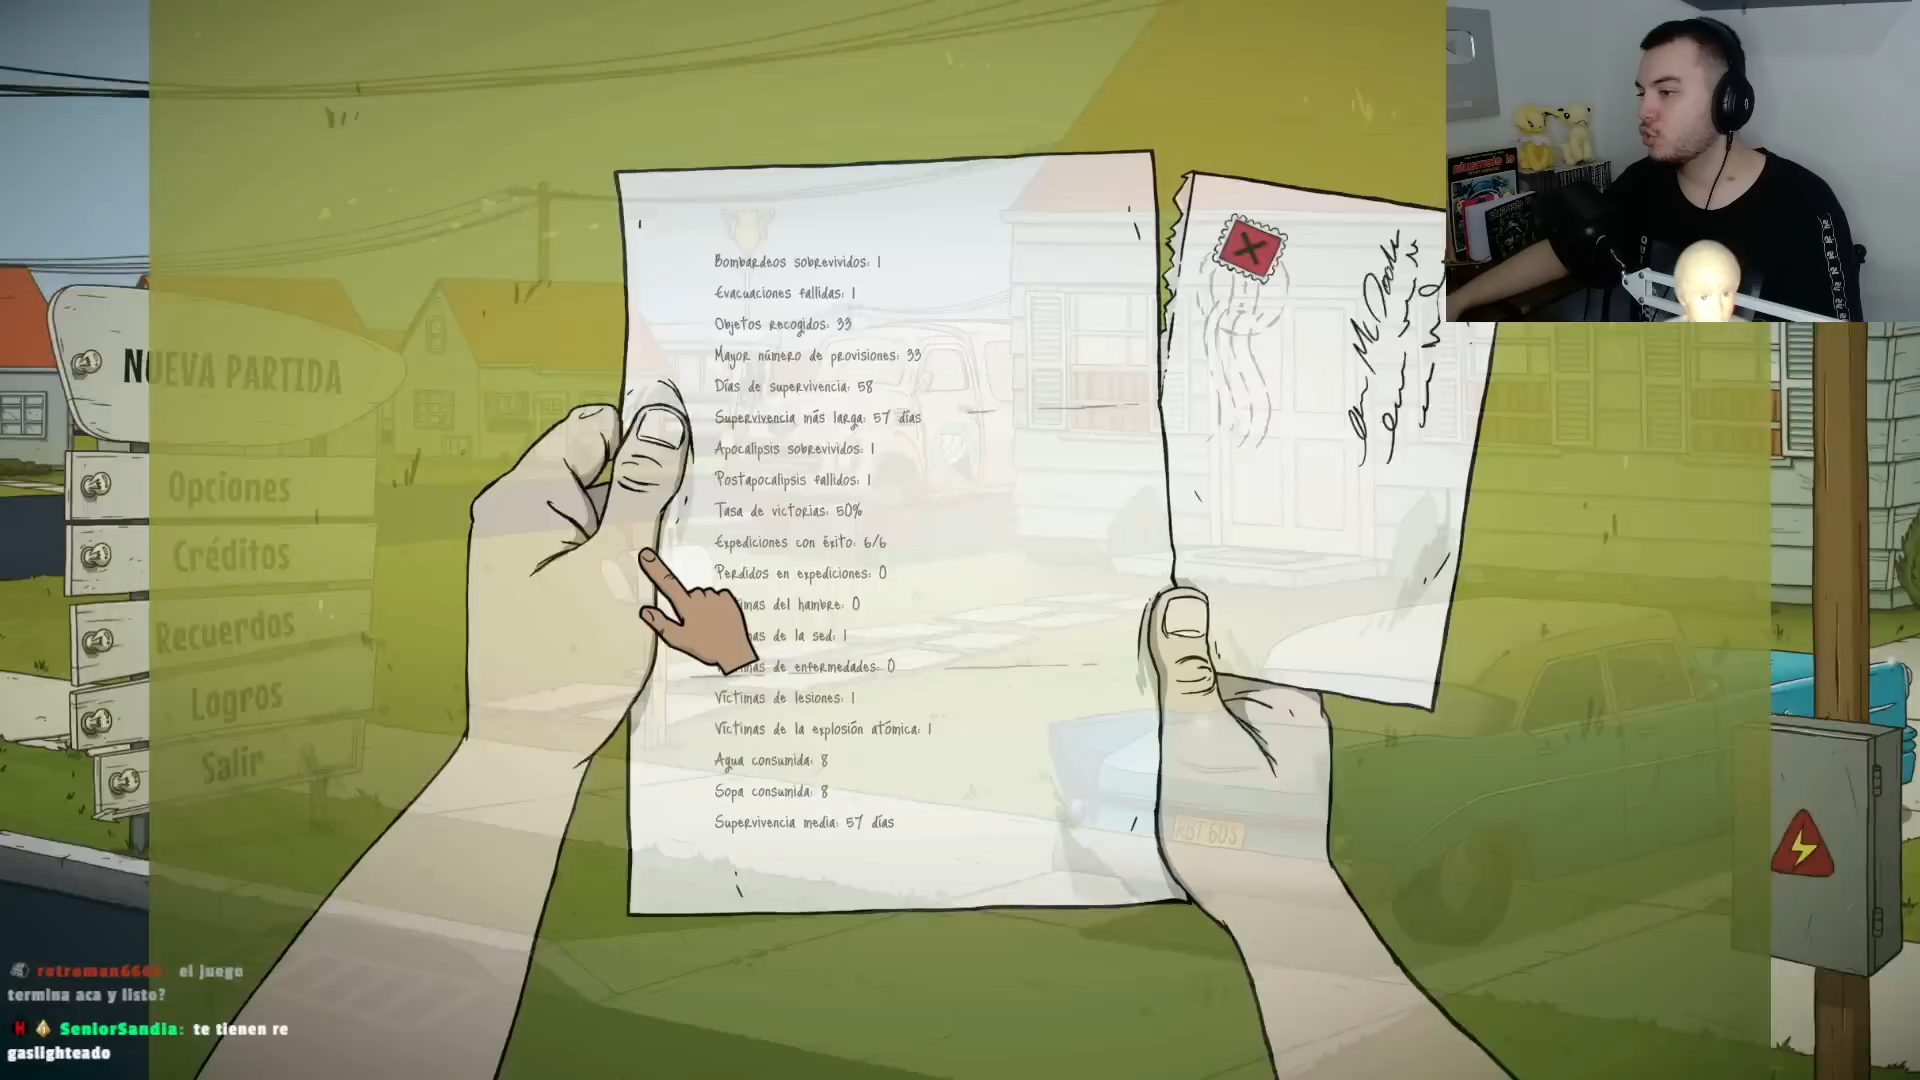 Bombardeos sobrevividos: 1
Evacuaciones fallidas: 1
Objetos recogidos: 33
Mayor número de provisiones: 33
Días de supervivencia: 58
Supervivencia más larga: 57 días
Apocalipsis sobrevividos: 1
Postapocalipsis fallidos: 1
Tasa de victorias: 50%
Expediciones con éxito: 6/6
Perdidos en expediciones: 0
del hambre: 0
de la sed: 1
de enfermedades: 0
Víctimas de lesiones: 1
Víctimas de la explosión atómica: 1
Agua consumida: 8
Sopa consumida: 8
Supervivencia media: 57 días
NUEVA PARTIDA
Opciones
Créditos
Recuerdos
Logros
Salir
RBT 605
el juego
termina aca y listo?
SeniorSandia: te tienen re
gaslighteado